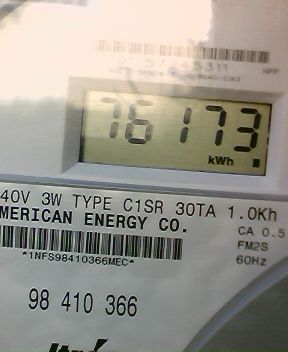 76173
kWh
40V 3W TYPE C1SR 30TA 1.0Kh
MERICAN ENERGY CO.
CA 0.5
FM2S
60Hz
*1NFS98410366MEC*
98 410 366